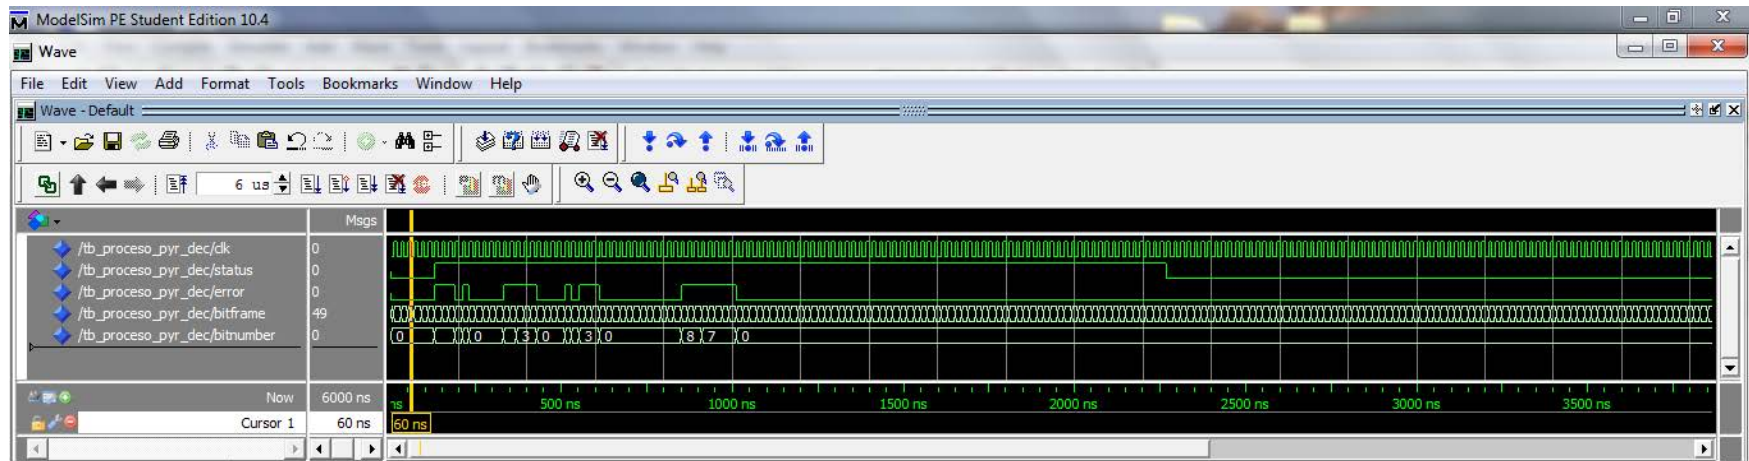 ModelSim PE Student Edition 10.4
Wave
File Edit View Add Format Tools Bookmarks Window Help
Wave - Default
6 us
Msgs
/tb_proceso_pyr_dec/clk 0
/tb_proceso_pyr_dec/status 0
/tb_proceso_pyr_dec/error 0
/tb_proceso_pyr_dec/bitframe 49
/tb_proceso_pyr_dec/bitnumber 0 0 0 3 0 3 0 8 7 0
Now 6000 ns ns 500 ns 1000 ns 1500 ns 2000 ns 2500 ns 3000 ns 3500 ns
Cursor 1 60 ns 60 ns